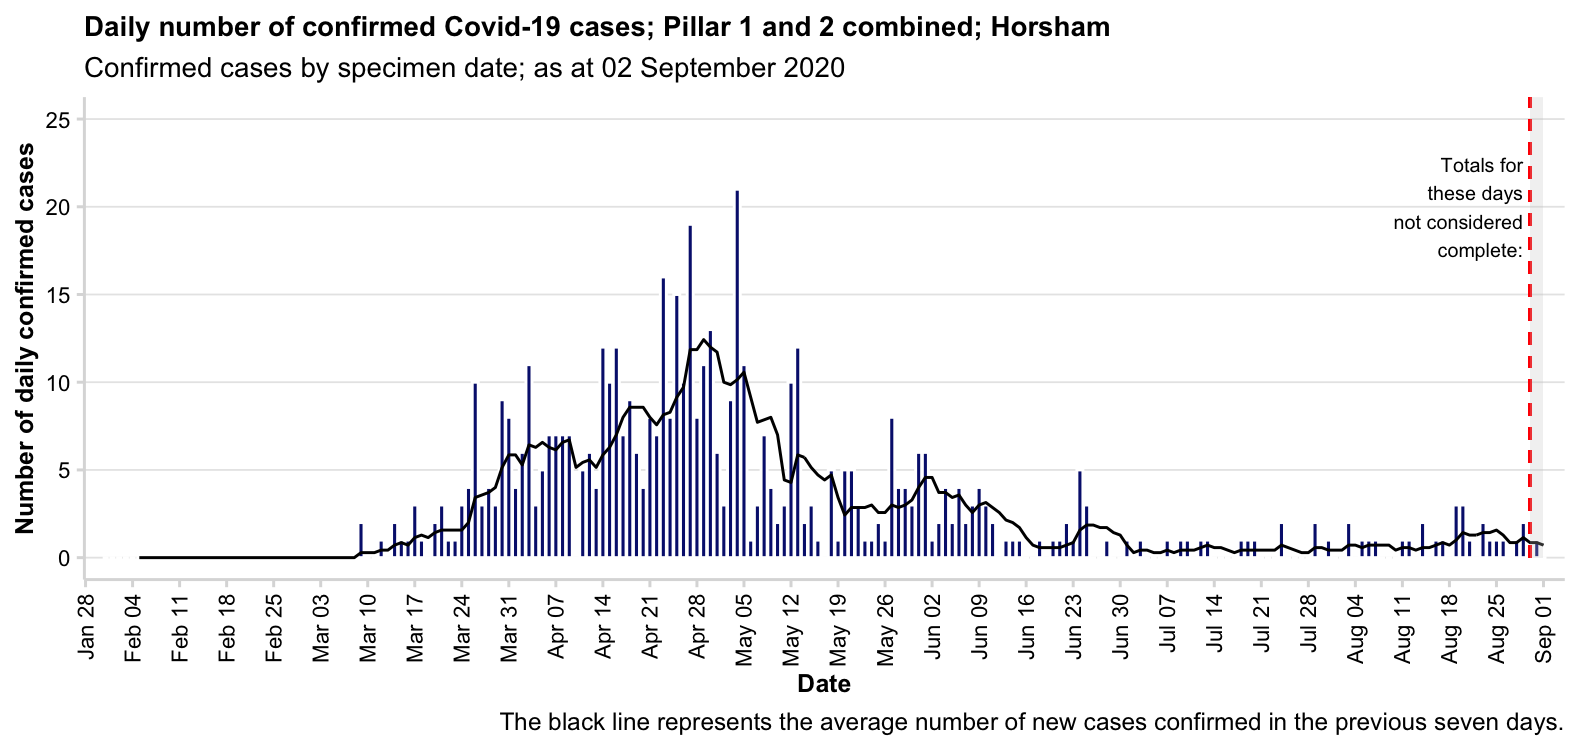 Daily number of confirmed Covid-19 cases; Pillar 1 and 2 combined; Horsham
Confirmed cases by specimen date; as at 02 September 2020
Number of daily confirmed cases
25
20
15
10
5
0
Totals for
these days
not considered
complete:
Jan 28
Feb 04
Feb 11
Feb 18
Feb 25
Mar 03
Mar 10
Mar 17
Mar 24
Mar 31
Apr 07
Apr 14
Apr 21
Apr 28
May 05
May 12
May 19
May 26
Jun 02
Jun 09
Jun 16
Jun 23
Jun 30
Jul 07
Jul 14
Jul 21
Jul 28
Aug 04
Aug 11
Aug 18
Aug 25
Sep 01
Date
The black line represents the average number of new cases confirmed in the previous seven days.